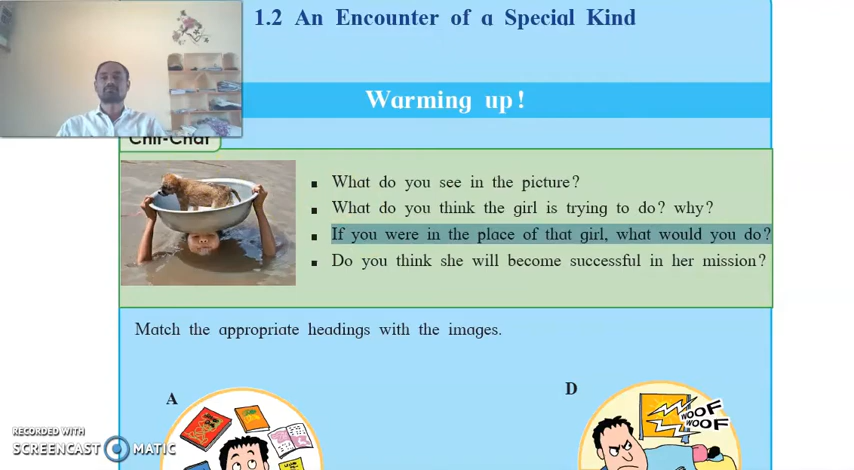 1.2 An Encounter of a Special Kind
Warming up!
Chit-Chat
▪ What do you see in the picture?
▪ What do you think the girl is trying to do? why?
▪ If you were in the place of that girl, what would you do?
▪ Do you think she will become successful in her mission?
Match the appropriate headings with the images.
A
D
WOOF
WOOF
RECORDED WITH
SCREENCAST MATIC